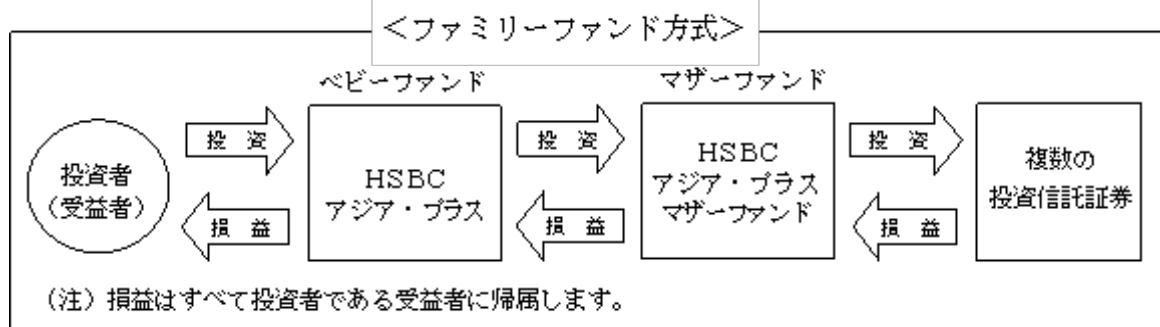 <ファミリーファンド方式>
ベビーファンド
マザーファンド
投資者
(受益者)
投 資
損 益
HSBC
アジア・プラス
投 資
損 益
HSBC
アジア・プラス
マザーファンド
投 資
損 益
複数の
投資信託証券
(注)損益はすべて投資者である受益者に帰属します。